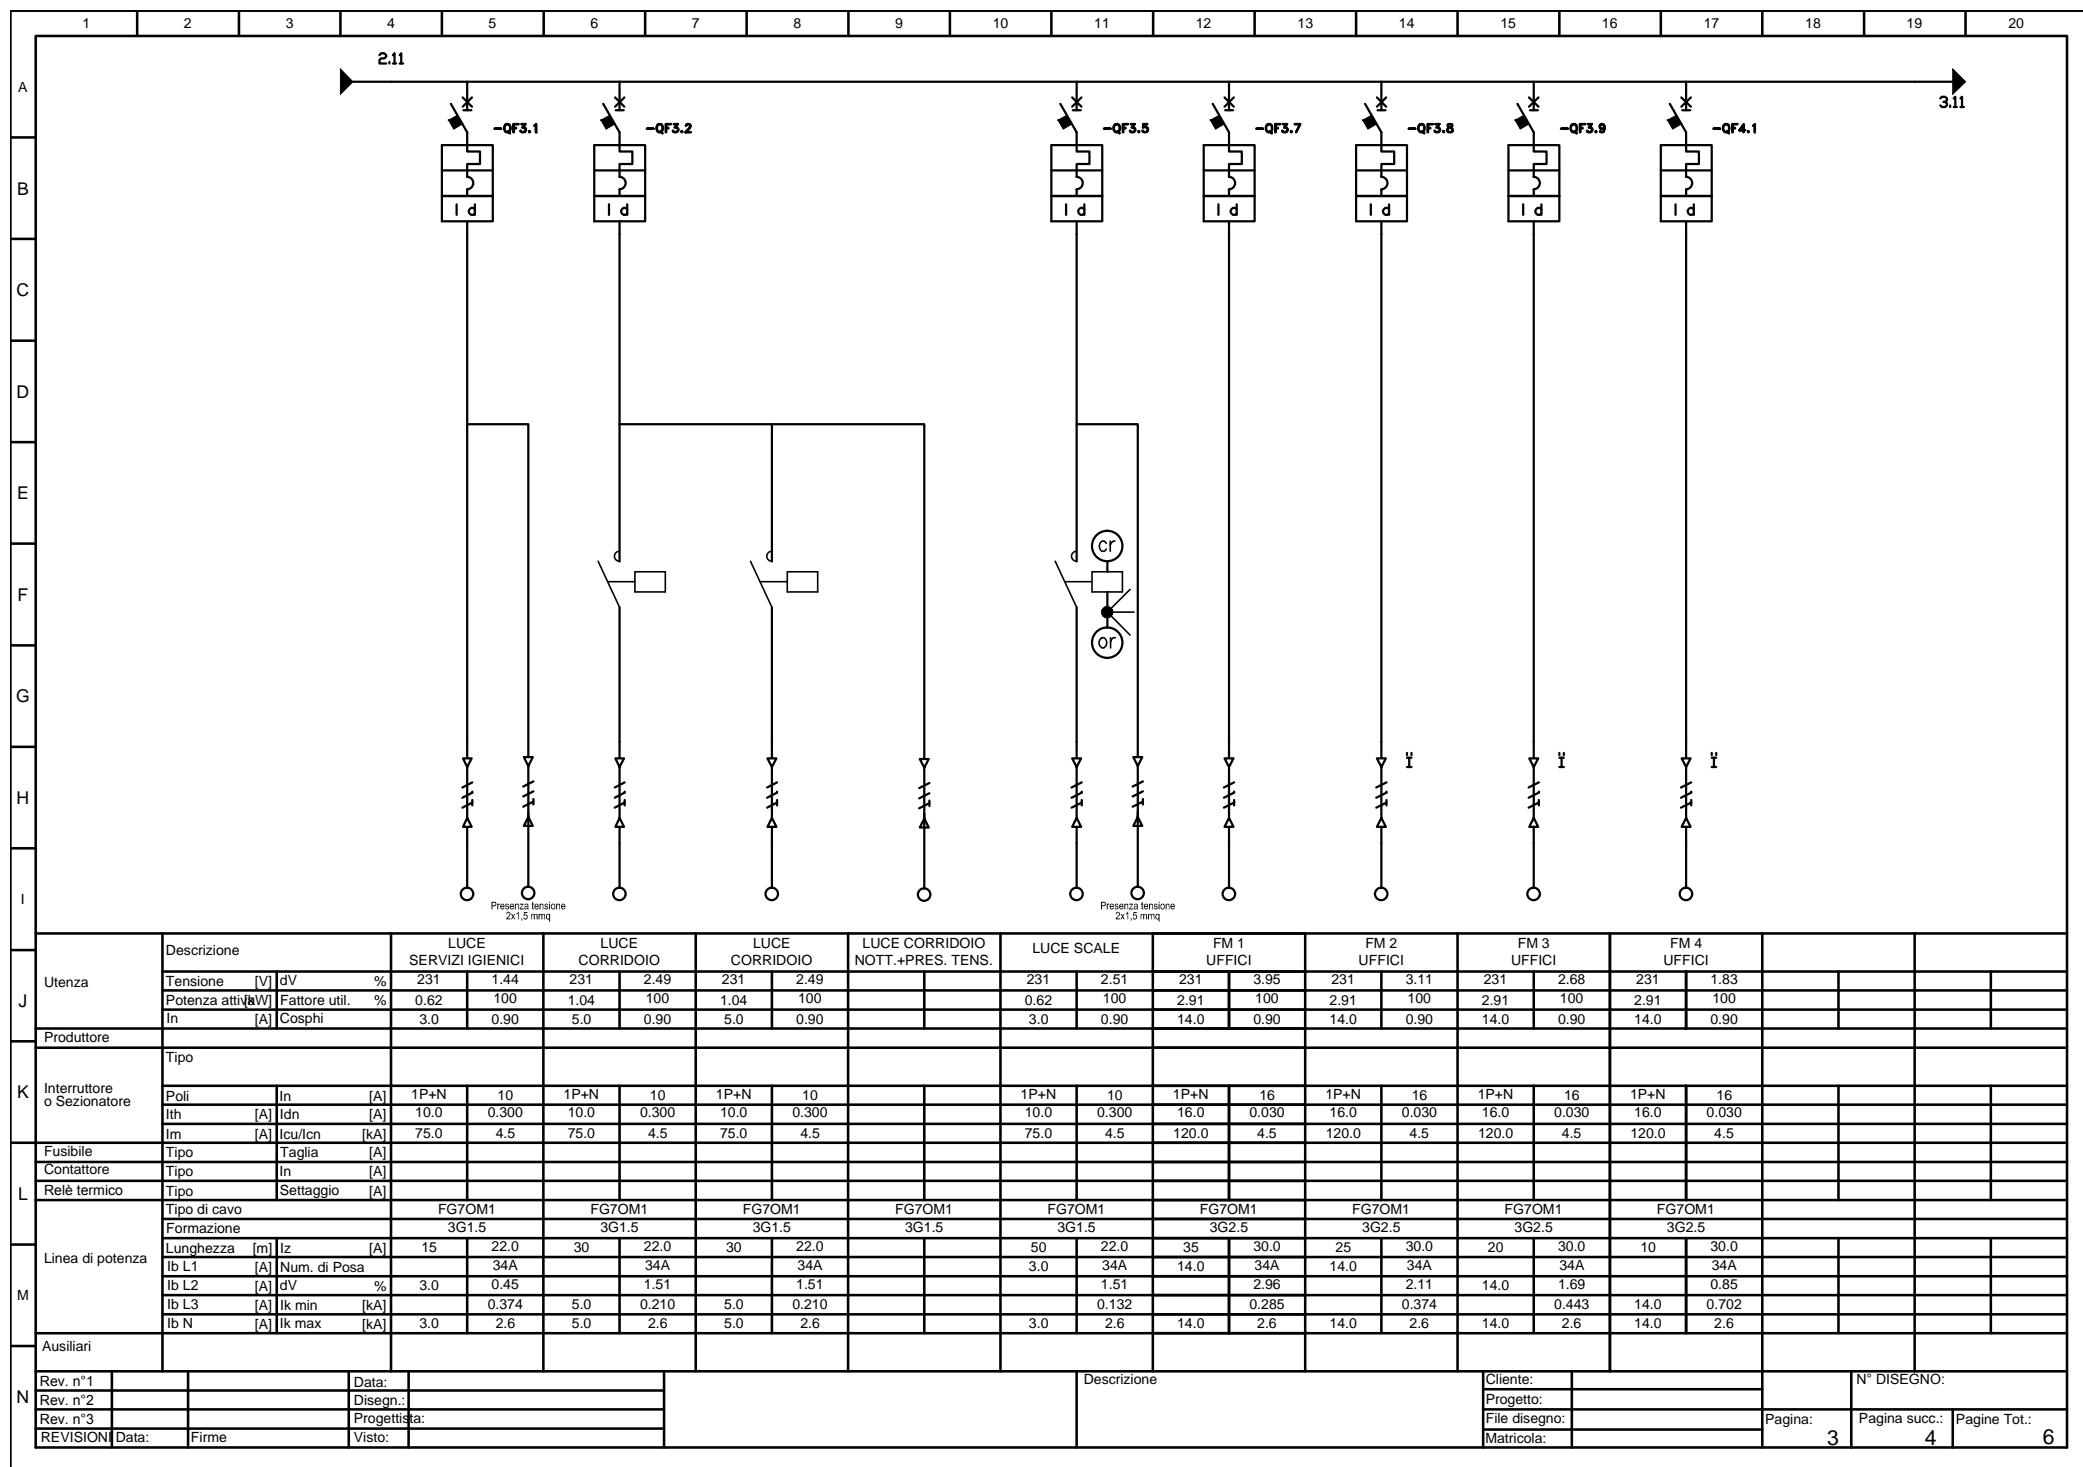 1 2 3 4 5 6 7 8 9 10 11 12 13 14 15 16 17 18 19 20
2.11
A
3.11
-QF3.1 -QF3.2 -QF3.5 -QF3.7 -QF3.8 -QF3.9 -QF4.1
B
I d I d I d I d I d I d I d
C
D
E
cr
F
or
G
H
I
Presenza tensione
2x1,5 mmq
Presenza tensione
2x1,5 mmq
J
K
L
M
N
Utenza
Descrizione
LUCE
SERVIZI IGIENICI
LUCE
CORRIDOIO
LUCE
CORRIDOIO
LUCE CORRIDOIO
NOTT.+PRES. TENS.
LUCE SCALE
FM 1
UFFICI
FM 2
UFFICI
FM 3
UFFICI
FM 4
UFFICI
Tensione [V] dV % 231 1.44 231 2.49 231 2.49 231 2.51 231 3.95 231 3.11 231 2.68 231 1.83
Potenza attiva [kW] Fattore util. % 0.62 100 1.04 100 1.04 100 0.62 100 2.91 100 2.91 100 2.91 100 2.91 100
In [A] Cosphi 3.0 0.90 5.0 0.90 5.0 0.90 3.0 0.90 14.0 0.90 14.0 0.90 14.0 0.90 14.0 0.90
Produttore
Interruttore
o Sezionatore
Tipo
Poli In [A] 1P+N 10 1P+N 10 1P+N 10 1P+N 10 1P+N 16 1P+N 16 1P+N 16 1P+N 16
Ith [A] Idn [A] 10.0 0.300 10.0 0.300 10.0 0.300 10.0 0.300 16.0 0.030 16.0 0.030 16.0 0.030 16.0 0.030
Im [A] Icu/Icn [kA] 75.0 4.5 75.0 4.5 75.0 4.5 75.0 4.5 120.0 4.5 120.0 4.5 120.0 4.5 120.0 4.5
Fusibile Tipo Taglia [A]
Contattore Tipo In [A]
Relè termico Tipo Settaggio [A]
Linea di potenza
Tipo di cavo FG7OM1 FG7OM1 FG7OM1 FG7OM1 FG7OM1 FG7OM1 FG7OM1 FG7OM1 FG7OM1
Formazione 3G1.5 3G1.5 3G1.5 3G1.5 3G1.5 3G2.5 3G2.5 3G2.5 3G2.5
Lunghezza [m] Iz [A] 15 22.0 30 22.0 30 22.0 50 22.0 35 30.0 25 30.0 20 30.0 10 30.0
Ib L1 [A] Num. di Posa 34A 34A 34A 3.0 34A 14.0 34A 14.0 34A 34A 34A
Ib L2 [A] dV % 3.0 0.45 1.51 1.51 1.51 2.96 2.11 14.0 1.69 0.85
Ib L3 [A] Ik min [kA] 0.374 5.0 0.210 5.0 0.210 0.132 0.285 0.374 0.443 14.0 0.702
Ib N [A] Ik max [kA] 3.0 2.6 5.0 2.6 5.0 2.6 3.0 2.6 14.0 2.6 14.0 2.6 14.0 2.6 14.0 2.6
Ausiliari
Rev. n°1 Data: Descrizione Cliente: N° DISEGNO:
Rev. n°2 Disegn.: Progetto:
Rev. n°3 Progettista: File disegno: Pagina: Pagina succ.: Pagine Tot.:
REVISIONI Data: Firme Visto: Matricola: 3 4 6